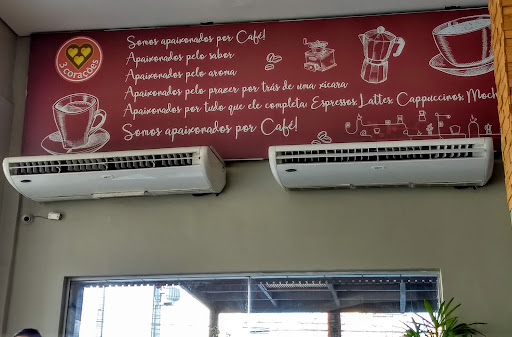 3 corações
Somos apaixonados por Café!
Apaixonados pelo sabor
Apaixonados pelo aroma
Apaixonados pelo prazer por trás de uma xícara
Apaixonados por tudo que ele completa Espressos Lattes Cappuccinos Moch
Somos apaixonados por Café!